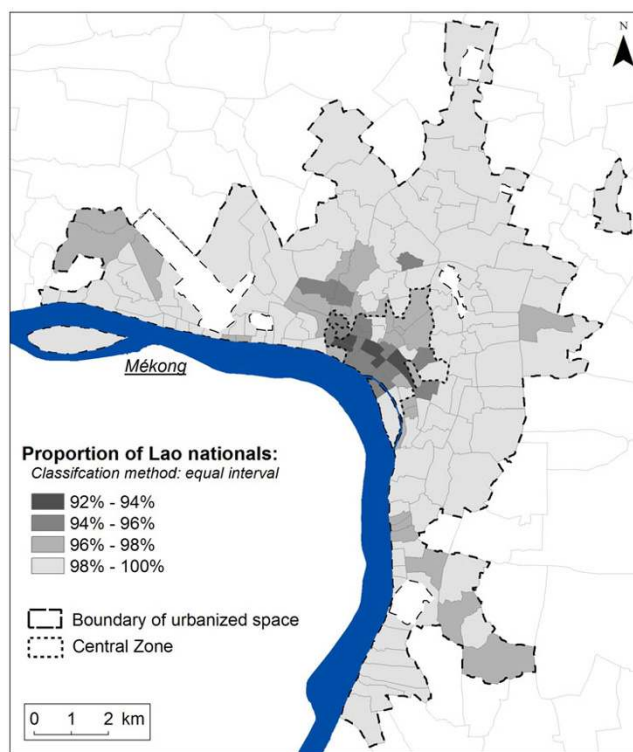 N
Mékong
Proportion of Lao nationals:
Classifcation method: equal interval
92% - 94%
94% - 96%
96% - 98%
98% - 100%
Boundary of urbanized space
Central Zone
0 1 2 km